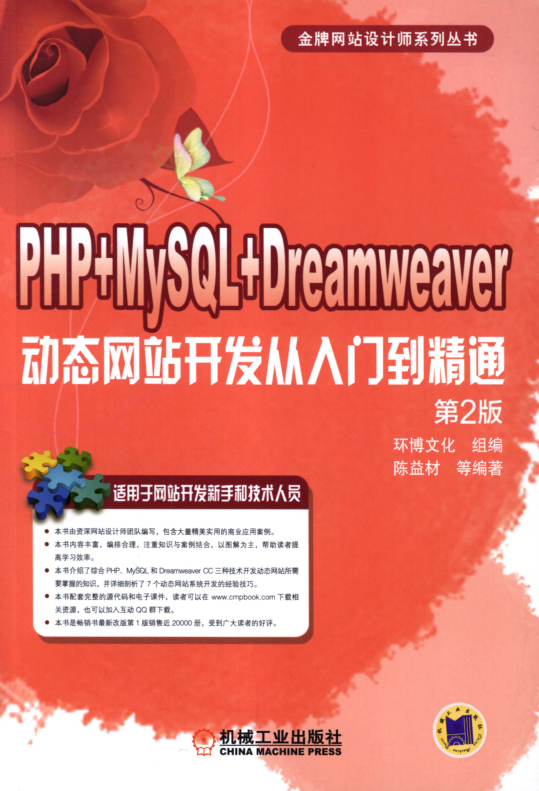 金牌网站设计师系列丛书
PHP+MySQL+Dreamweaver
动态网站开发从入门到精通
第2版
环博文化 组编
陈益材 等编著
适用于网站开发新手和技术人员
● 本书由资深网站设计师团队编写，包含大量精美实用的商业应用案例。
● 本书内容丰富，编排合理，注重知识与案例结合，以图解为主，帮助读者提
高学习效率。
● 本书介绍了综合 PHP、MySQL 和 Dreamweaver CC 三种技术开发动态网站所需
要掌握的知识，并详细剖析了 7 个动态网站系统开发的经验技巧。
● 本书配套完整的源代码和电子课件，读者可以在 www.cmpbook.com 下载相
关资源，也可以加入互动 QQ 群下载。
● 本书是畅销书最新改版第 1 版销售近 20000 册，受到广大读者的好评。
机械工业出版社
CHINA MACHINE PRESS